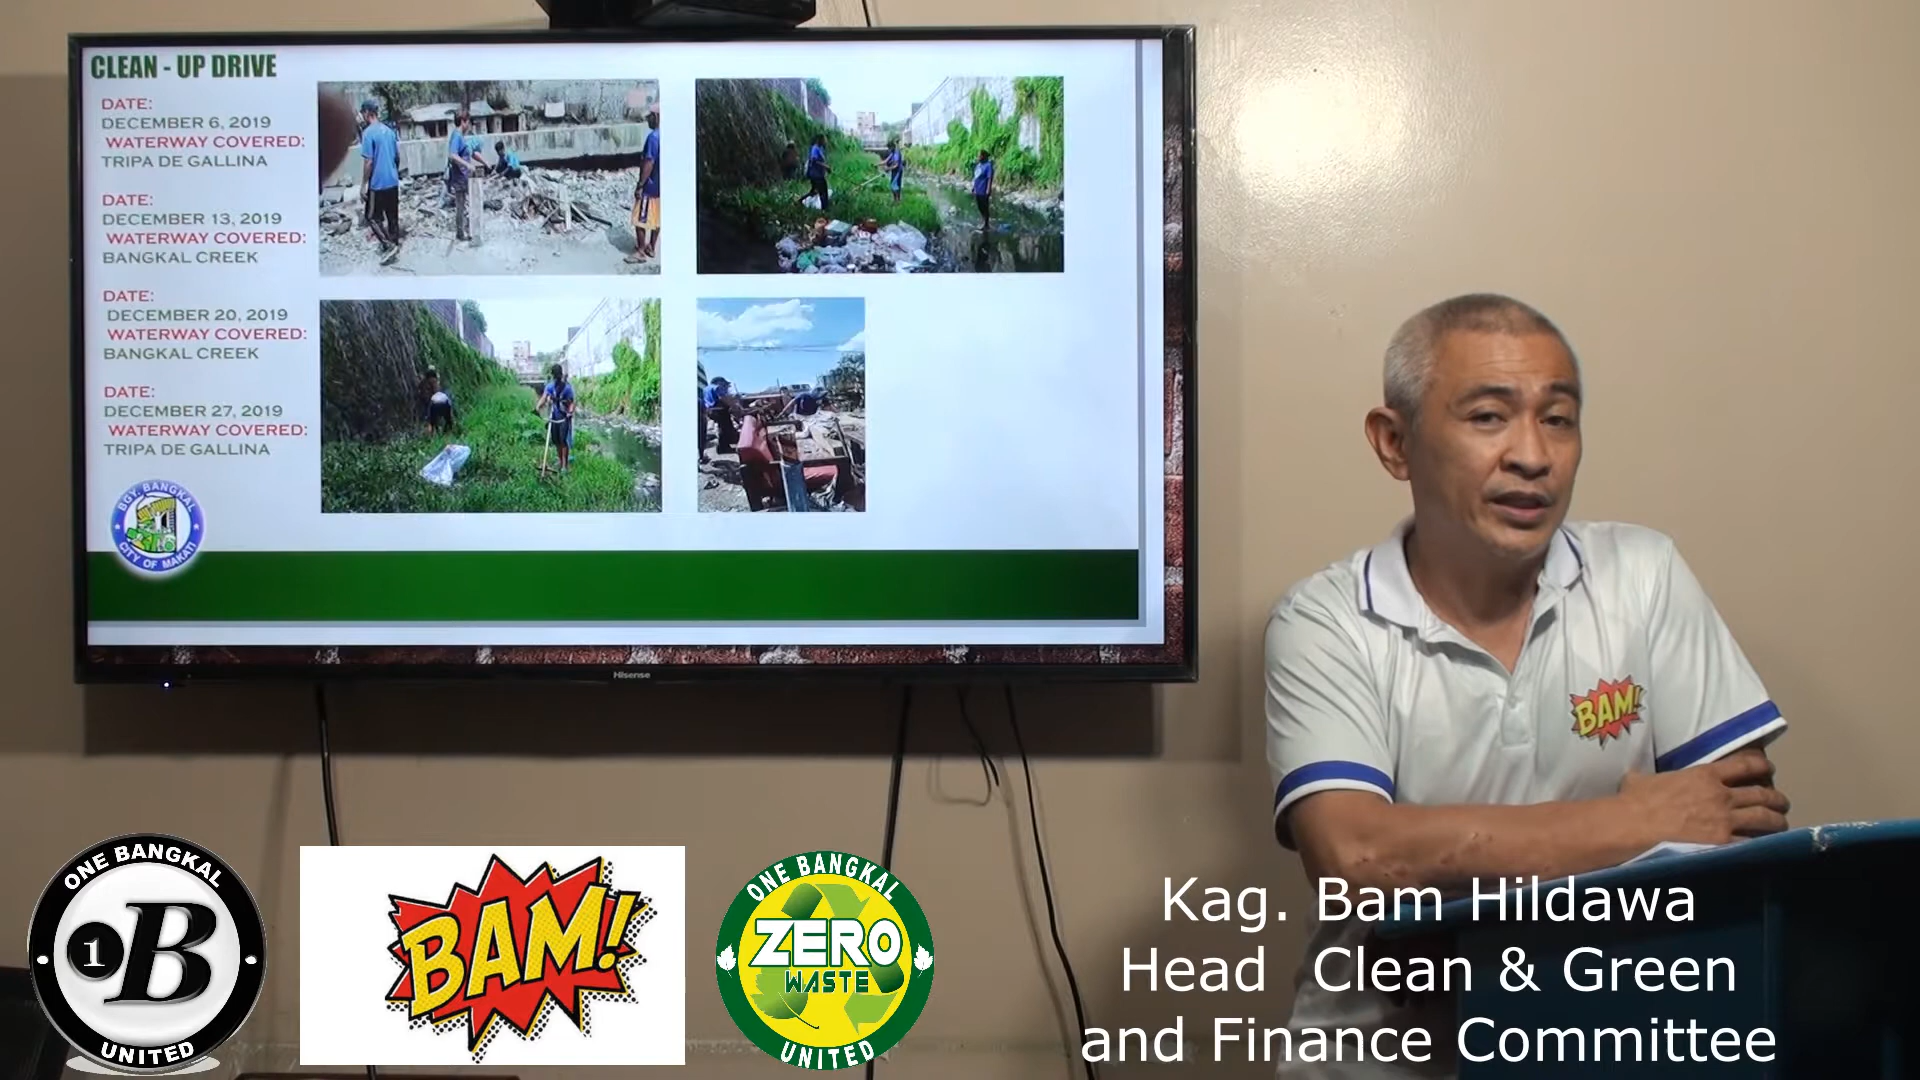 CLEAN - UP DRIVE
DATE:
DECEMBER 6, 2019
WATERWAY COVERED:
TRIPA DE GALLINA
DATE:
DECEMBER 13, 2019
WATERWAY COVERED:
BANGKAL CREEK
DATE:
DECEMBER 20, 2019
WATERWAY COVERED:
BANGKAL CREEK
DATE:
DECEMBER 27, 2019
WATERWAY COVERED:
TRIPA DE GALLINA
BGY. BANGKAL
CITY OF MAKATI
Hisense
BAM!
ONE BANGKAL
1B
UNITED
BAM!
ONE BANGKAL
ZERO
WASTE
UNITED
Kag. Bam Hildawa
Head Clean & Green
and Finance Committee